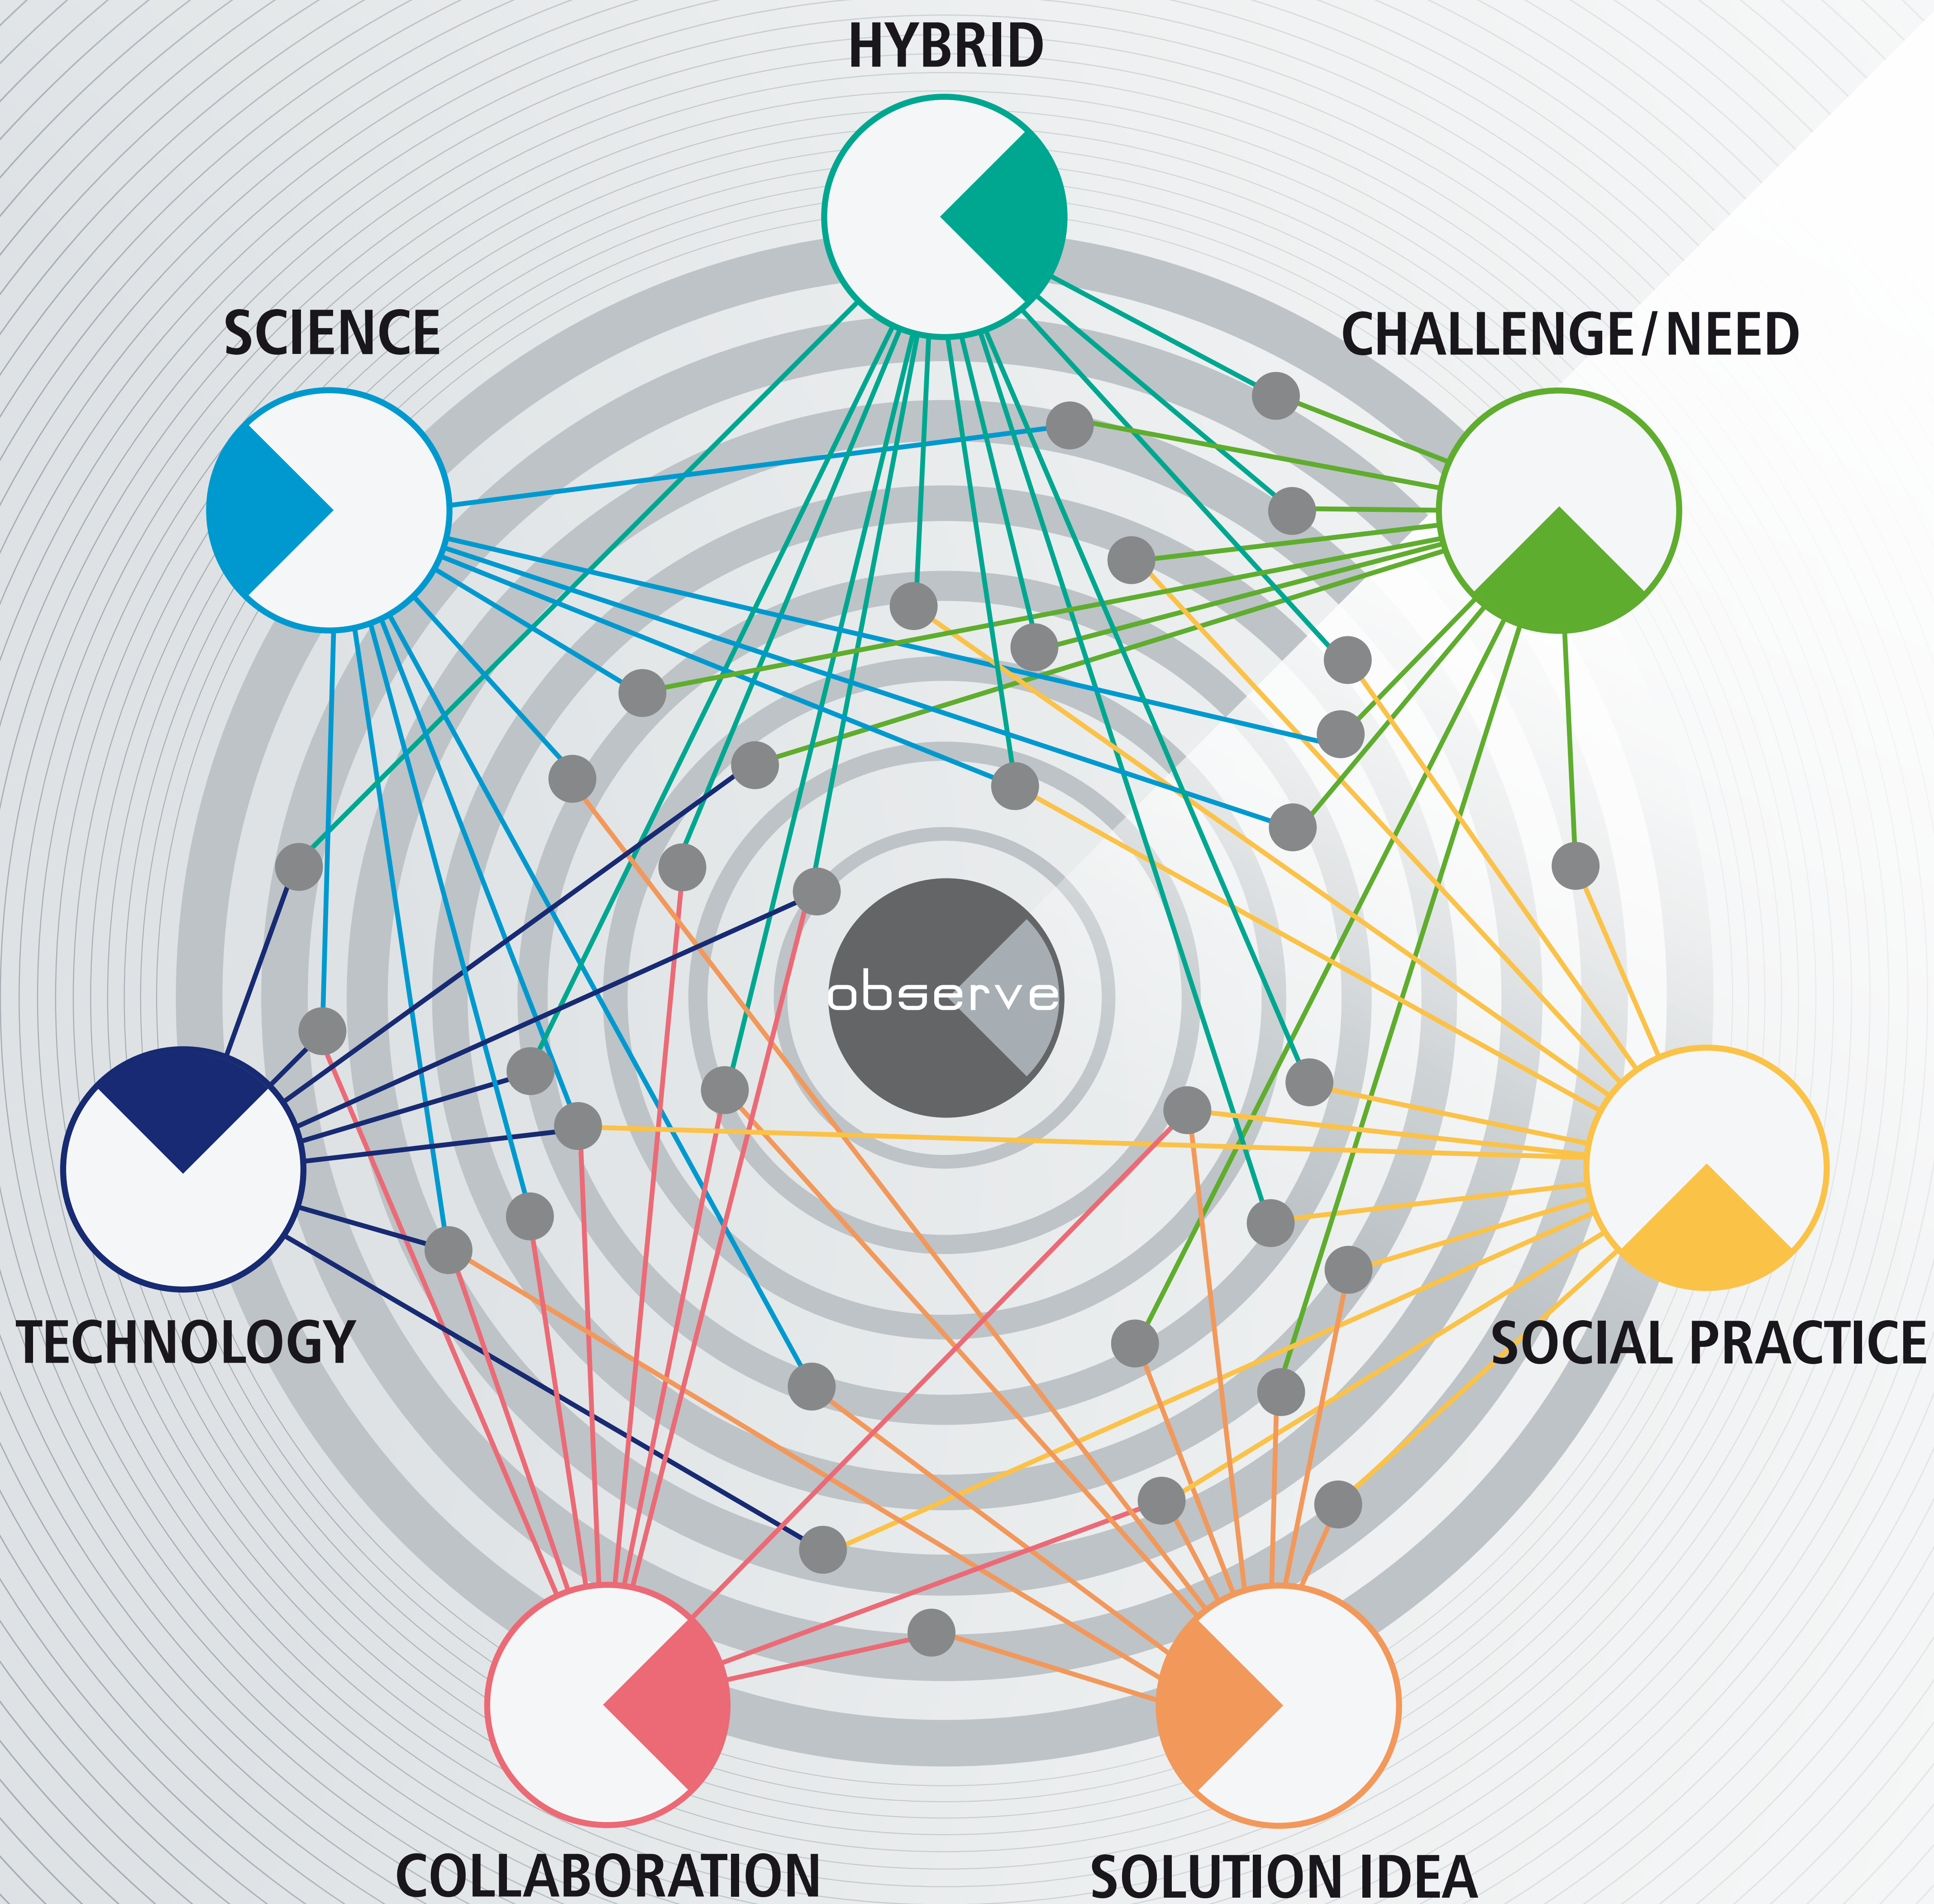 HYBRID
SCIENCE
CHALLENGE/NEED
observe
TECHNOLOGY
SOCIAL PRACTICE
COLLABORATION
SOLUTION IDEA